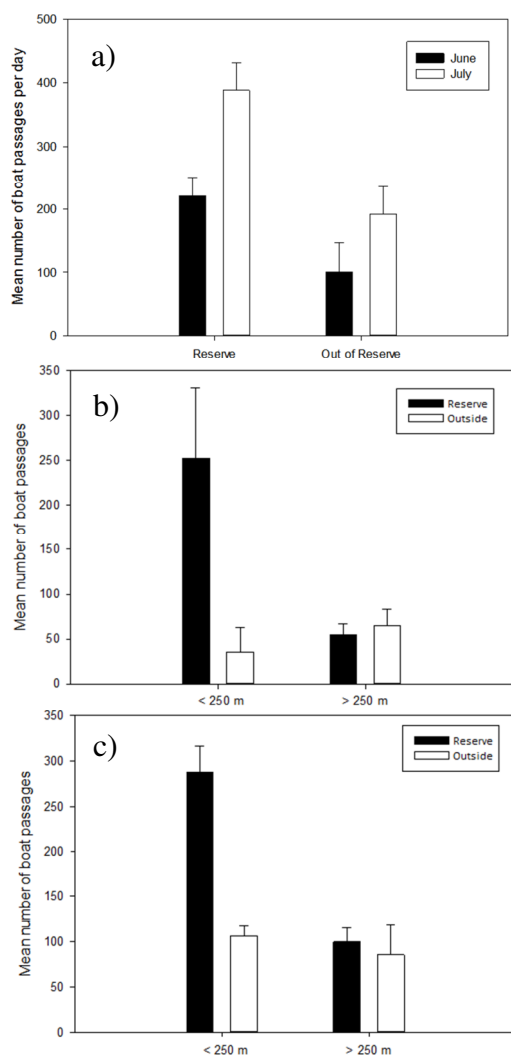 a)
Mean number of boat passages per day
500
400
300
200
100
0
June
July
Reserve Out of Reserve
b)
Mean number of boat passages
350
300
250
200
150
100
50
0
Reserve
Outside
< 250 m > 250 m
c)
Mean number of boat passages
350
300
250
200
150
100
50
0
Reserve
Outside
< 250 m > 250 m